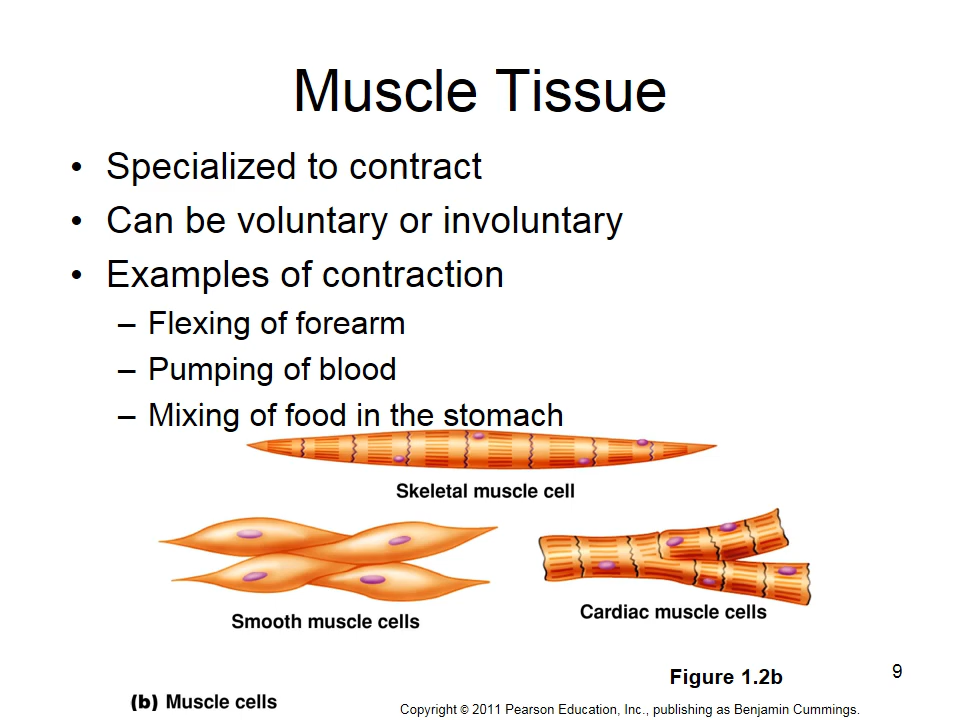 Muscle Tissue
• Specialized to contract
• Can be voluntary or involuntary
• Examples of contraction
– Flexing of forearm
– Pumping of blood
– Mixing of food in the stomach
Skeletal muscle cell
Smooth muscle cells
Cardiac muscle cells
Figure 1.2b
9
(b) Muscle cells
Copyright © 2011 Pearson Education, Inc., publishing as Benjamin Cummings.